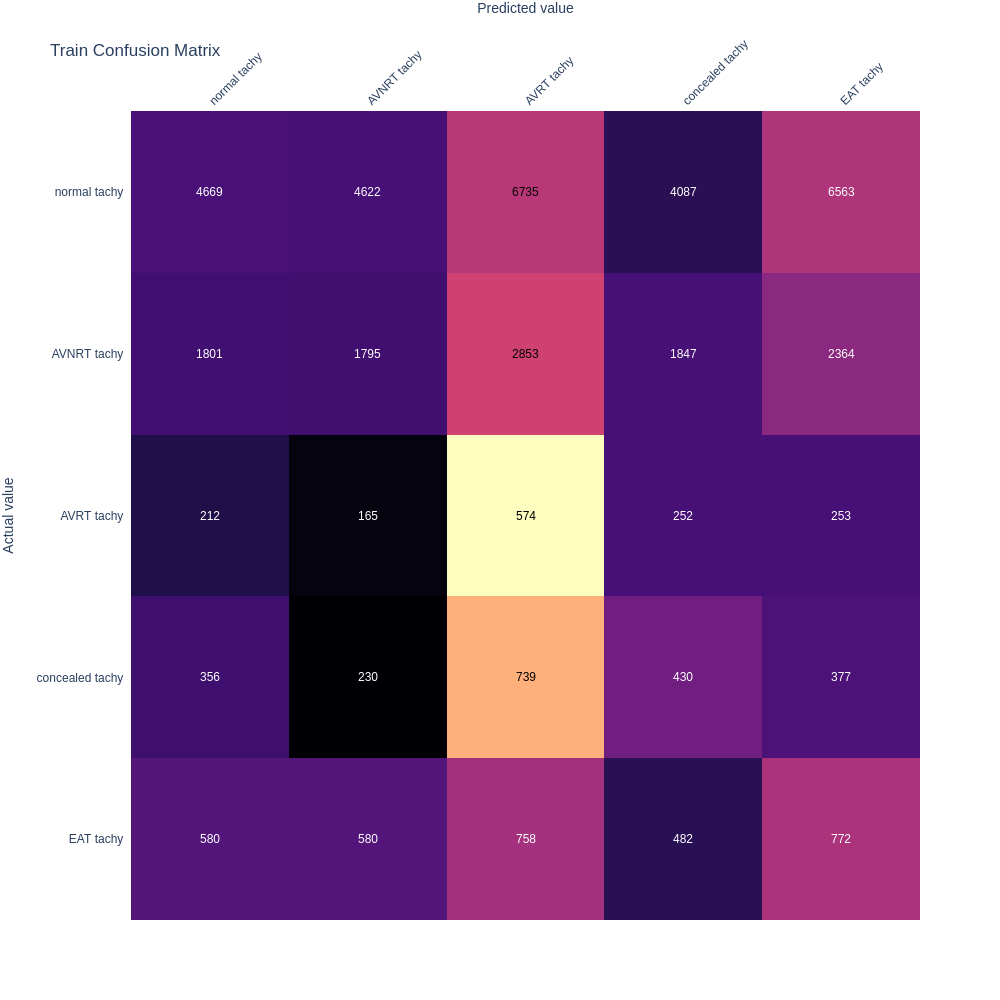 Predicted value
Train Confusion Matrix
normal tachy AVNRT tachy AVRT tachy concealed tachy EAT tachy
normal tachy 4669 4622 6735 4087 6563
AVNRT tachy 1801 1795 2853 1847 2364
AVRT tachy 212 165 574 252 253
concealed tachy 356 230 739 430 377
EAT tachy 580 580 758 482 772
Actual value